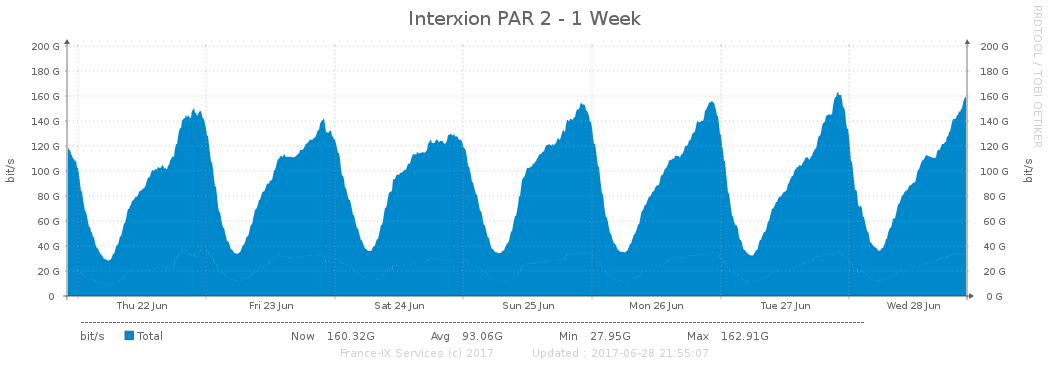 Interxion PAR 2 - 1 Week
RRDTOOL / TOBI OETIKER
200 G 200 G
180 G 180 G
160 G 160 G
140 G 140 G
120 G 120 G
100 G 100 G
80 G 80 G
60 G 60 G
40 G 40 G
20 G 20 G
0 0 G
bit/s bit/s
Thu 22 Jun Fri 23 Jun Sat 24 Jun Sun 25 Jun Mon 26 Jun Tue 27 Jun Wed 28 Jun
bit/s Total Now 160.32G Avg 93.06G Min 27.95G Max 162.91G
France-IX Services (c) 2017 Updated : 2017-06-28 21:55:07